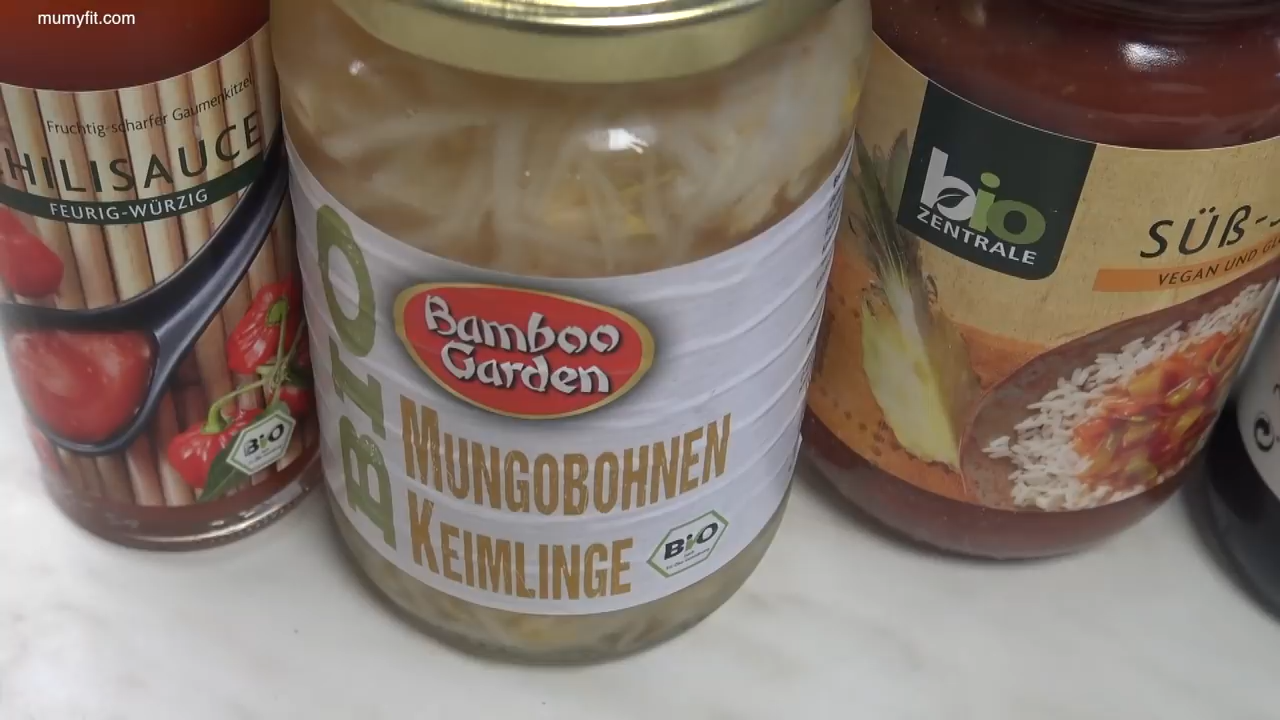 mumyfit.com
Fruchtig-scharfer Gaumenkitzel
CHILISAUCE
FEURIG-WÜRZIG
BiO
BIO
Bamboo
Garden
MUNGOBOHNEN
KEIMLINGE
BiO
bio
ZENTRALE
SÜß-
VEGAN UND